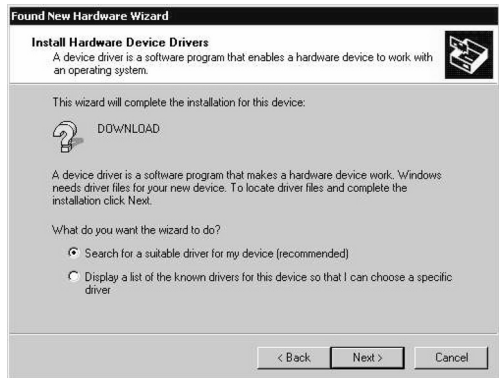 Found New Hardware Wizard
Install Hardware Device Drivers
A device driver is a software program that enables a hardware device to work with
an operating system.
This wizard will complete the installation for this device:
DOWNLOAD
A device driver is a software program that makes a hardware device work. Windows
needs driver files for your new device. To locate driver files and complete the
installation click Next.
What do you want the wizard to do?
Search for a suitable driver for my device (recommended)
Display a list of the known drivers for this device so that I can choose a specific
driver
< Back Next > Cancel